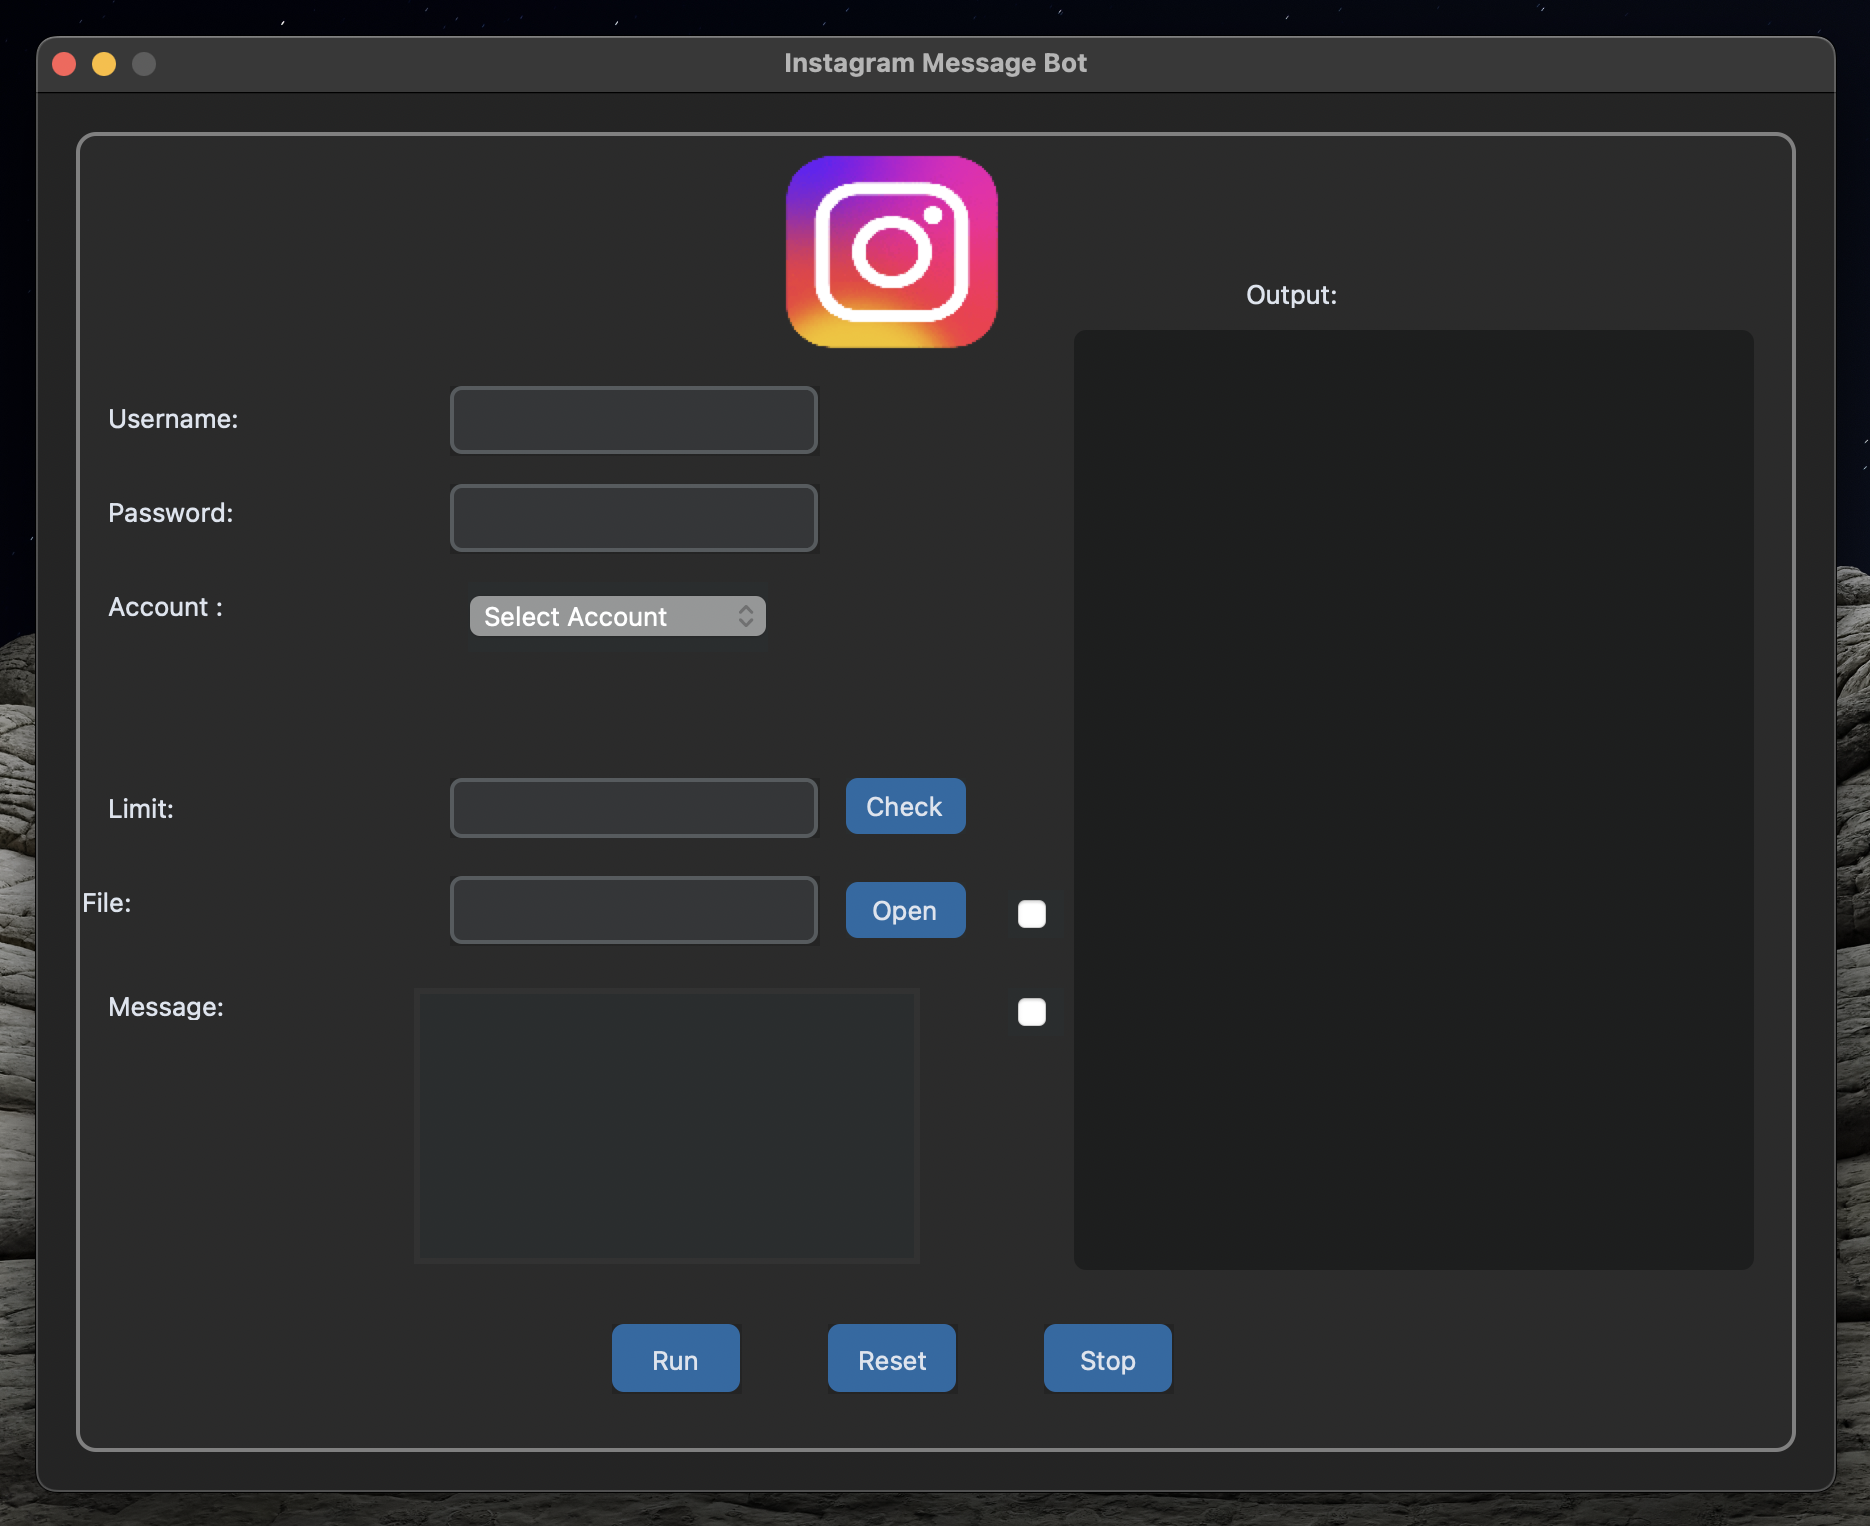 Instagram Message Bot
Output:
Username:
Password:
Account :
Select Account
Limit:
Check
File:
Open
Message:
Run
Reset
Stop